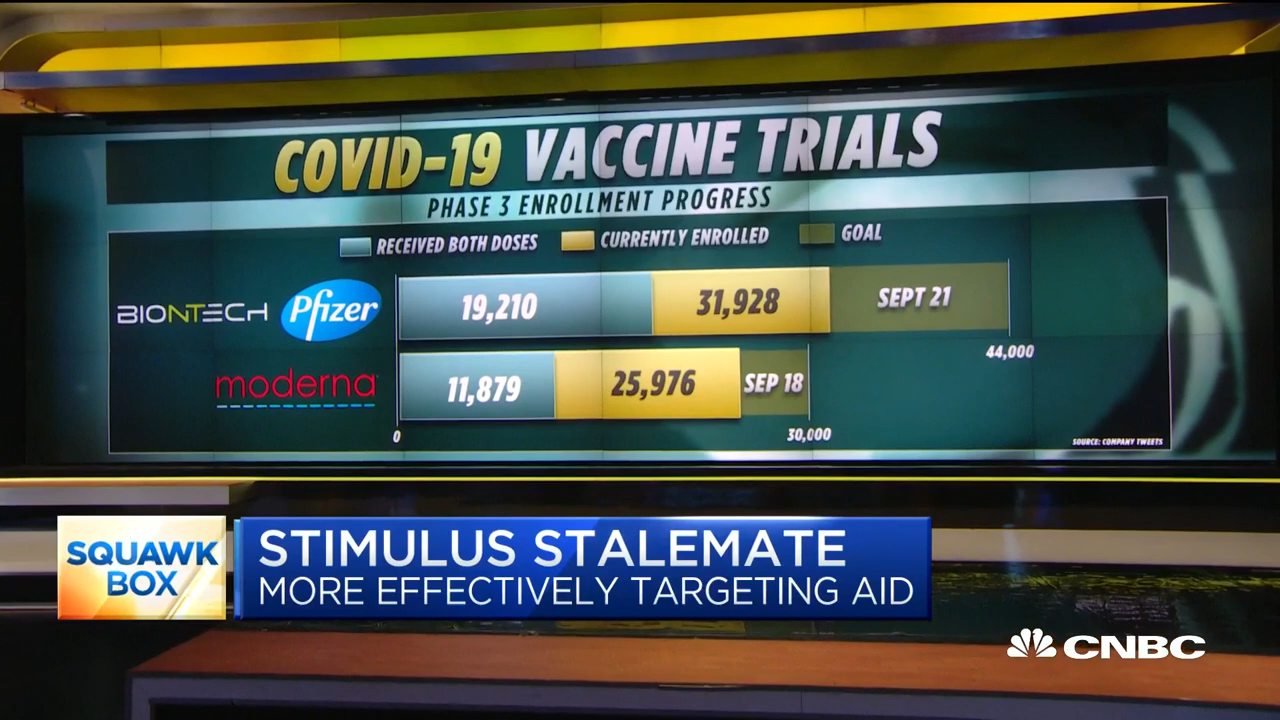 COVID-19 VACCINE TRIALS
PHASE 3 ENROLLMENT PROGRESS
RECEIVED BOTH DOSES CURRENTLY ENROLLED GOAL
BIONTECH Pfizer 19,210 31,928 SEPT 21
44,000
moderna 11,879 25,976 SEP 18
0 30,000
SOURCE: COMPANY TWEETS
SQUAWK BOX
STIMULUS STALEMATE
MORE EFFECTIVELY TARGETING AID
CNBC